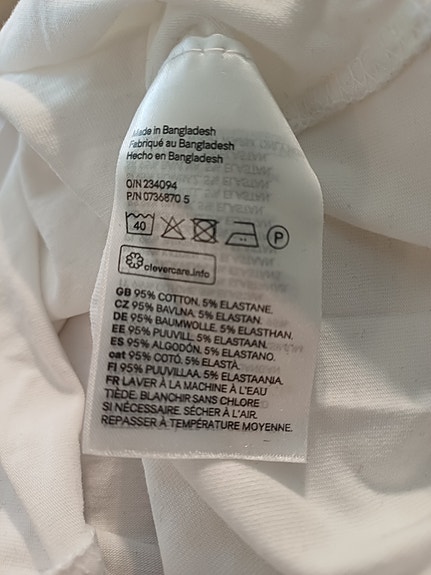 Made in Bangladesh
Fabriqué au Bangladesh
Hecho en Bangladesh
O/N 234094
P/N 0736870 5
40
P
clevercare.info
GB 95% COTTON, 5% ELASTANE.
CZ 95% BAVLNA, 5% ELASTAN.
DE 95% BAUMWOLLE, 5% ELASTHAN.
EE 95% PUUVILL, 5% ELASTAAN.
ES 95% ALGODÓN, 5% ELASTANO.
cat 95% COTÓ, 5% ELASTÀ.
FI 95% PUUVILLAA, 5% ELASTAANIA.
FR LAVER À LA MACHINE À L'EAU
TIÈDE. BLANCHIR SANS CHLORE
SI NÉCESSAIRE. SÉCHER À L'AIR.
REPASSER À TEMPÉRATURE MOYENNE.